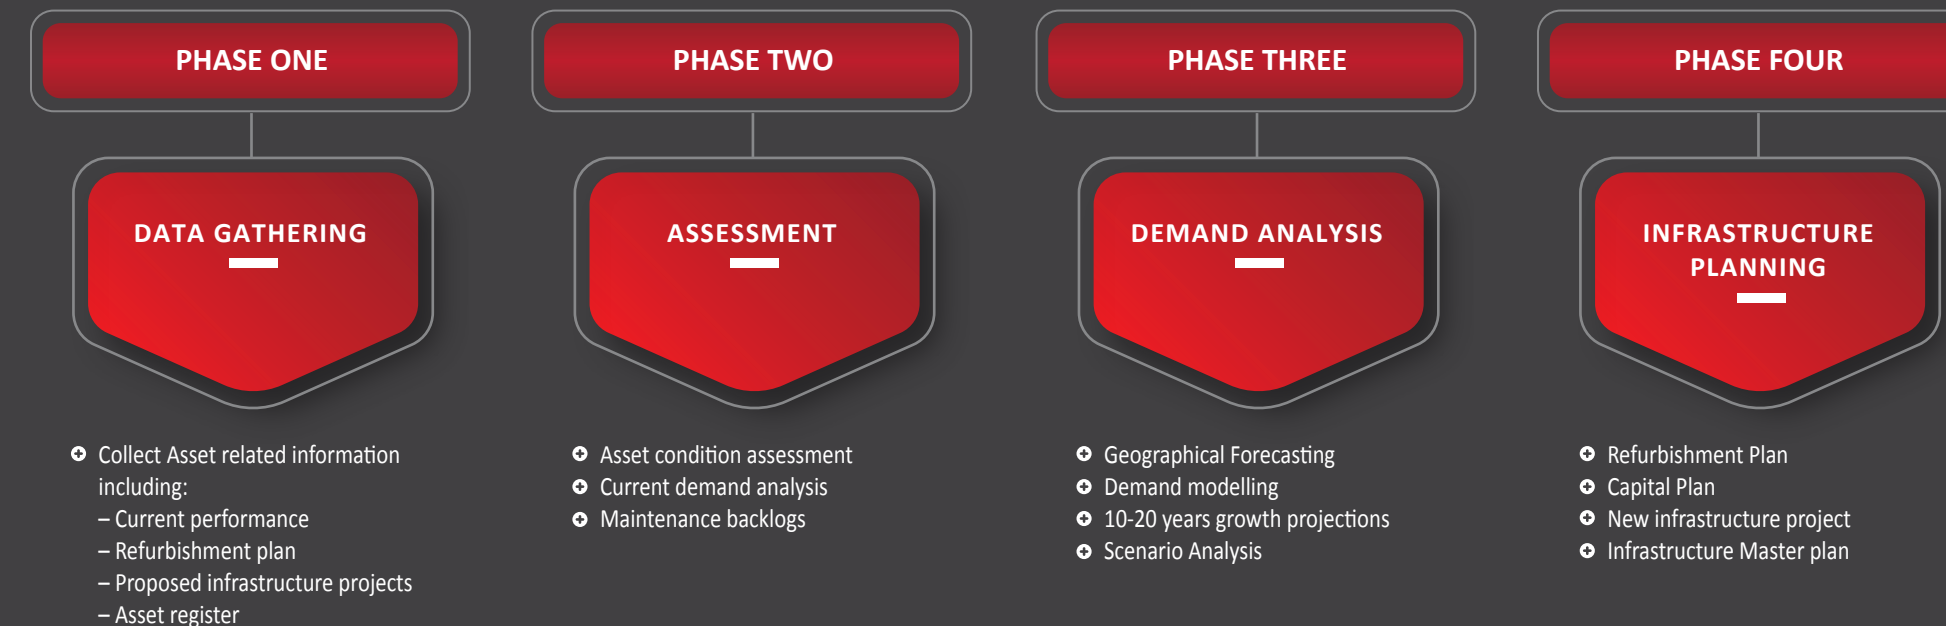 PHASE ONE
DATA GATHERING
Collect Asset related information
including:
– Current performance
– Refurbishment plan
– Proposed infrastructure projects
– Asset register
PHASE TWO
ASSESSMENT
Asset condition assessment
Current demand analysis
Maintenance backlogs
PHASE THREE
DEMAND ANALYSIS
Geographical Forecasting
Demand modelling
10-20 years growth projections
Scenario Analysis
PHASE FOUR
INFRASTRUCTURE
PLANNING
Refurbishment Plan
Capital Plan
New infrastructure project
Infrastructure Master plan